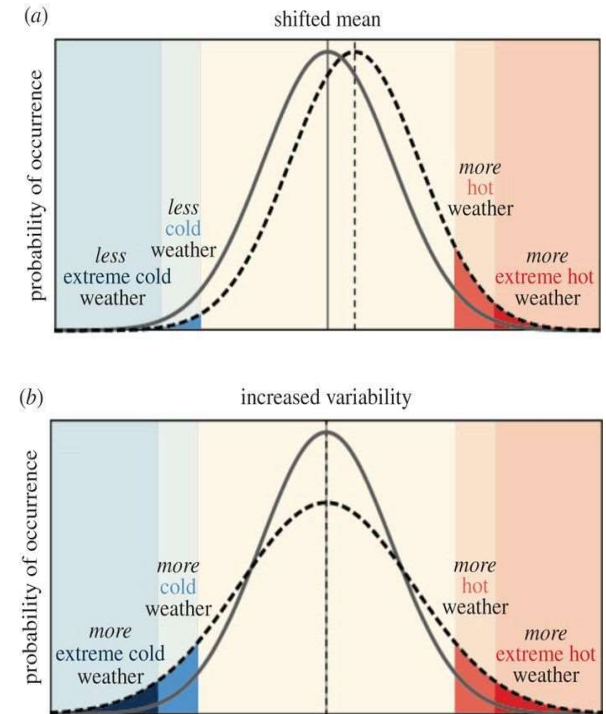 (a)
shifted mean
probability of occurrence
less
cold
weather
less
extreme cold
weather
more
hot
weather
more
extreme hot
weather
(b)
increased variability
probability of occurrence
more
cold
weather
more
extreme cold
weather
more
hot
weather
more
extreme hot
weather